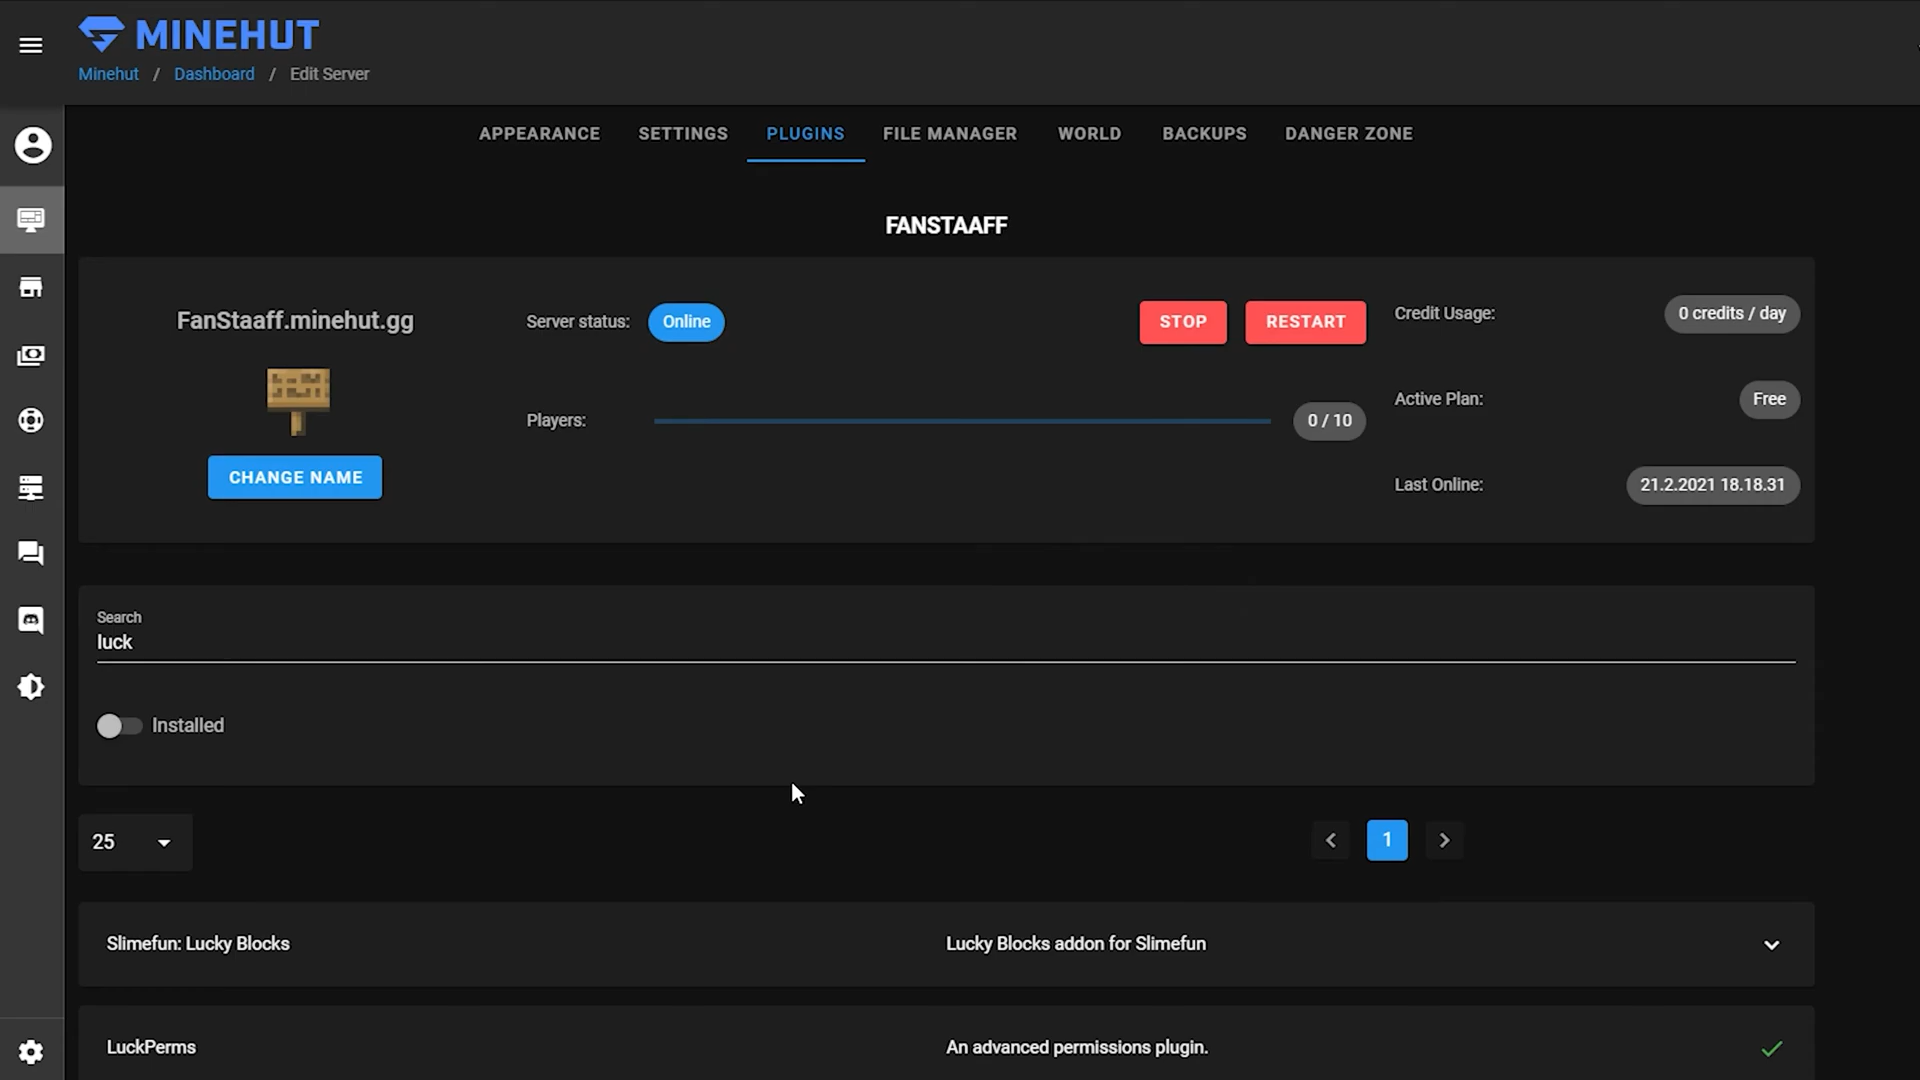 MINEHUT
Minehut / Dashboard / Edit Server
APPEARANCE SETTINGS PLUGINS FILE MANAGER WORLD BACKUPS DANGER ZONE
FANSTAAFF
FanStaaff.minehut.gg
CHANGE NAME
Server status: Online
STOP RESTART
Players: 0 / 10
Credit Usage: 0 credits / day
Active Plan: Free
Last Online: 21.2.2021 18.18.31
Search
luck
Installed
25
1
Slimefun: Lucky Blocks Lucky Blocks addon for Slimefun
LuckPerms An advanced permissions plugin.